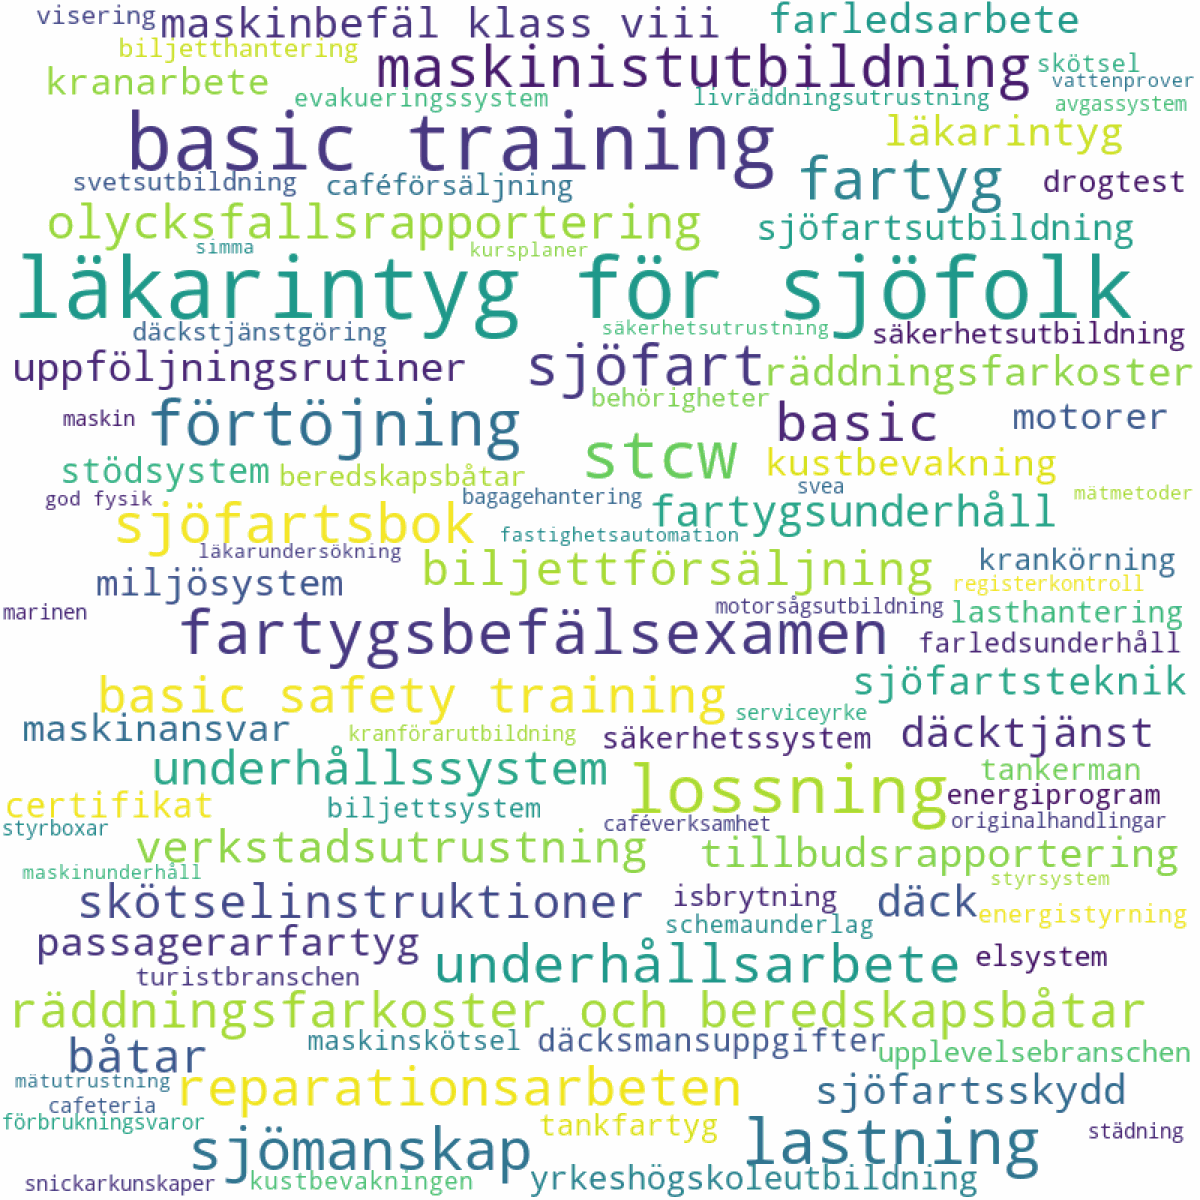 visering
maskinbefäl klass viii
farledsarbete
biljetthantering
maskinistutbildning
skötsel
kranarbete
vattenprover
evakueringssystem
livräddningsutrustning
avgassystem
basic training
läkarintyg
svetsutbildning
caféförsäljning
fartyg
drogtest
olycksfallsrapportering
sjöfartsutbildning
simma
kursplaner
läkarintyg för sjöfolk
däckstjänstgöring
säkerhetsutrustning
säkerhetsutbildning
uppföljningsrutiner
sjöfart
räddningsfarkoster
behörigheter
maskin
förtöjning
basic
motorer
stödsystem
beredskapsbåtar
stcw
kustbevakning
god fysik
bagagehantering
svea
mätmetoder
sjöfartsbok
fartygsunderhåll
fastighetsautomation
läkarundersökning
biljettförsäljning
krankörning
miljösystem
registerkontroll
marinen
motorsågsutbildning
lasthantering
fartygsbefälsexamen
farledsunderhåll
basic safety training
sjöfartsteknik
serviceyrke
maskinansvar
kranförarutbildning
säkerhetssystem
däcktjänst
underhållssystem
lossning
tankerman
energiprogram
certifikat
biljettsystem
styrboxar
caféverksamhet
originalhandlingar
verkstadsutrustning
tillbudsrapportering
maskinunderhåll
styrsystem
skötselinstruktioner
isbrytning
däck
energistyrning
schemaunderlag
passagerarfartyg
underhållsarbete
elsystem
turistbranschen
räddningsfarkoster och beredskapsbåtar
båtar
maskinskötsel
däcksmansuppgifter
upplevelsebranschen
mätutrustning
reparationsarbeten
sjöfartsskydd
cafeteria
förbrukningsvaror
sjömanskap
tankfartyg
lastning
städning
snickarkunskaper
kustbevakningen
yrkeshögskoleutbildning